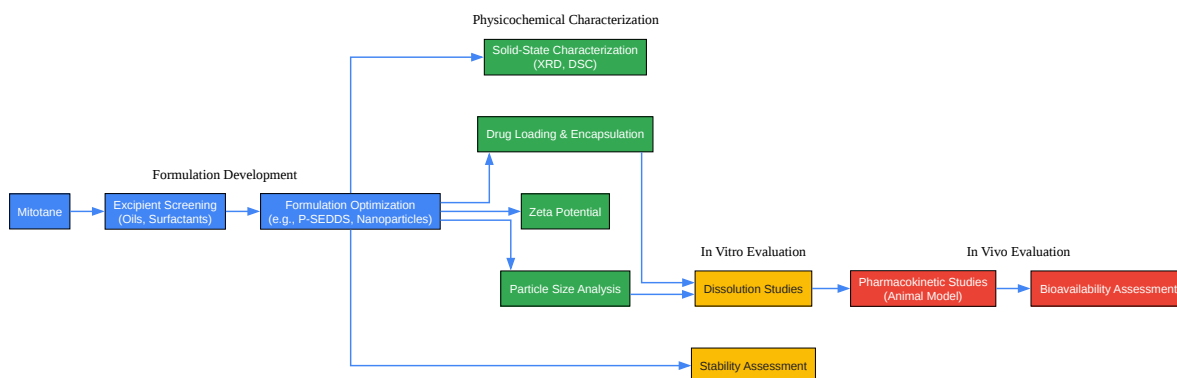 Physicochemical Characterization
Solid-State Characterization
(XRD, DSC)
Drug Loading & Encapsulation
Formulation Development
Mitotane
Excipient Screening
(Oils, Surfactants)
Formulation Optimization
(e.g., P-SEDDS, Nanoparticles)
Zeta Potential
In Vitro Evaluation
In Vivo Evaluation
Particle Size Analysis
Dissolution Studies
Pharmacokinetic Studies
(Animal Model)
Bioavailability Assessment
Stability Assessment